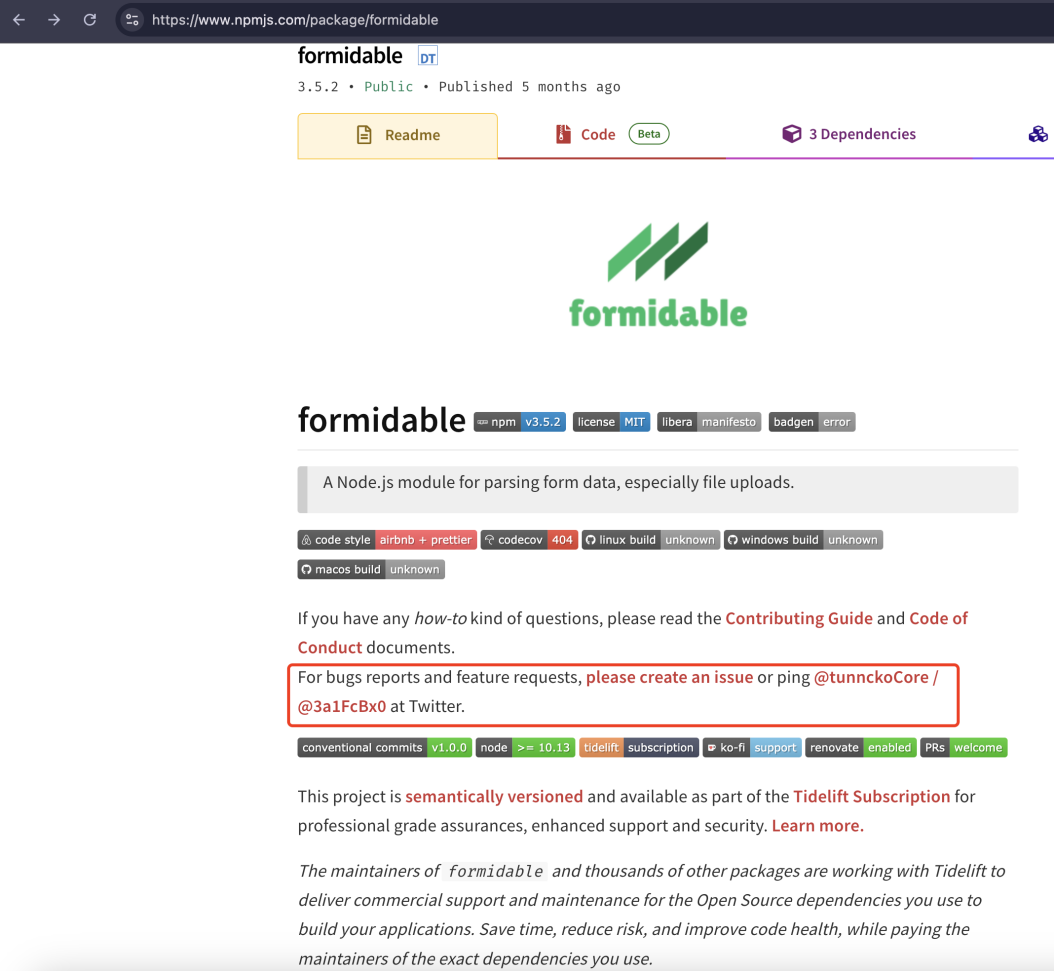 https://www.npmjs.com/package/formidable
formidable DT
3.5.2 • Public • Published 5 months ago
Readme Code Beta 3 Dependencies
formidable
formidable npm v3.5.2 license MIT libera manifesto badgen error
A Node.js module for parsing form data, especially file uploads.
code style airbnb + prettier codecov 404 linux build unknown windows build unknown
macos build unknown
If you have any how-to kind of questions, please read the Contributing Guide and Code of
Conduct documents.
For bugs reports and feature requests, please create an issue or ping @tunnckoCore /
@3a1FcBx0 at Twitter.
conventional commits v1.0.0 node >= 10.13 tidelift subscription ko-fi support renovate enabled PRs welcome
This project is semantically versioned and available as part of the Tidelift Subscription for
professional grade assurances, enhanced support and security. Learn more.
The maintainers of formidable and thousands of other packages are working with Tidelift to
deliver commercial support and maintenance for the Open Source dependencies you use to
build your applications. Save time, reduce risk, and improve code health, while paying the
maintainers of the exact dependencies you use.